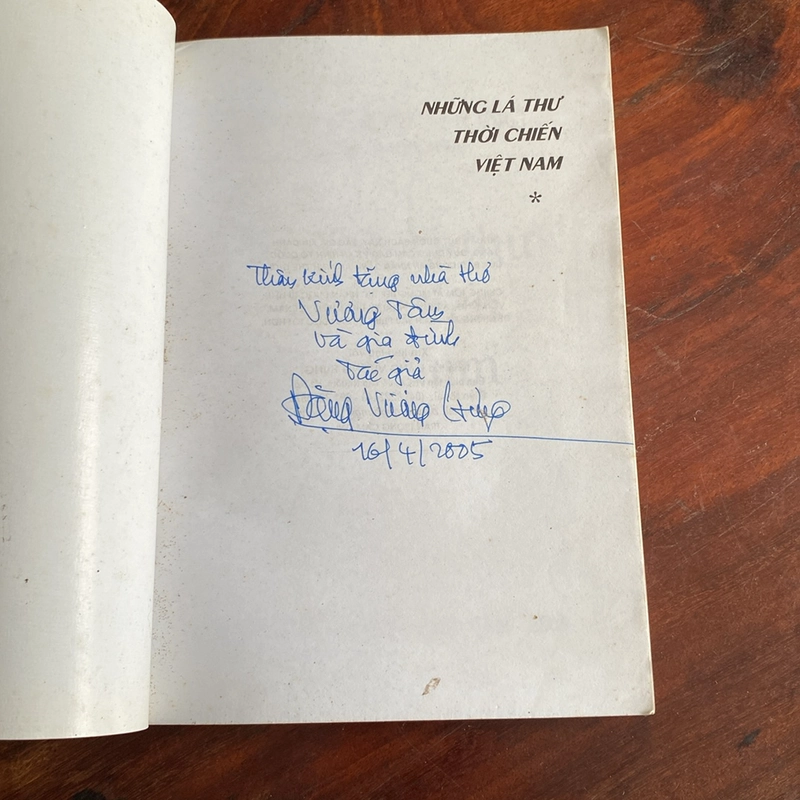 NHỮNG LÁ THƯ
THỜI CHIẾN
VIỆT NAM
*
Thân kính tặng nhà thơ
Vương Tâm
và gia đình
Tác giả
Đặng Vương Hưng
16/4/2005